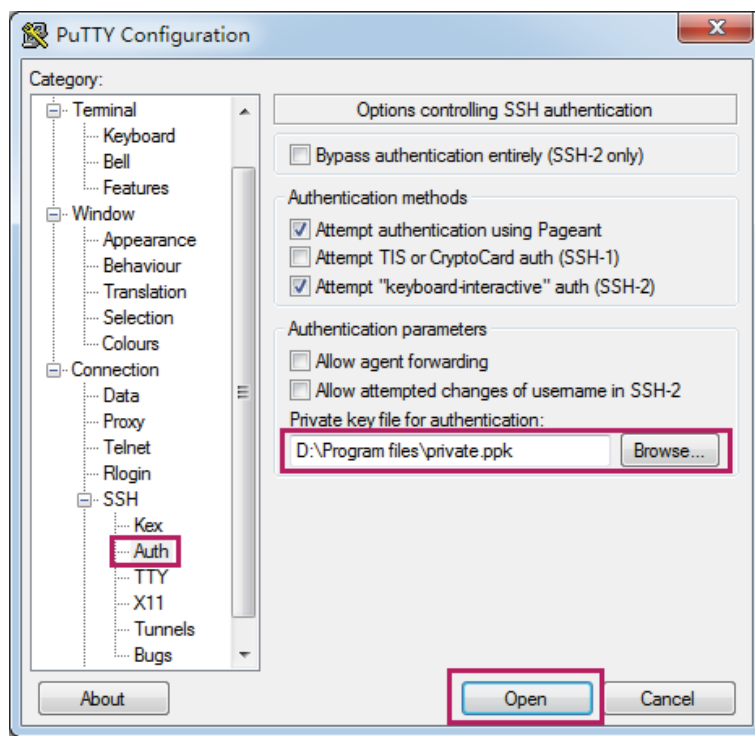 PuTTY Configuration
Category:
Terminal
Keyboard
Bell
Features
Window
Appearance
Behaviour
Translation
Selection
Colours
Connection
Data
Proxy
Telnet
Rlogin
SSH
Kex
Auth
TTY
X11
Tunnels
Bugs
Options controlling SSH authentication
Bypass authentication entirely (SSH-2 only)
Authentication methods
Attempt authentication using Pageant
Attempt TIS or CryptoCard auth (SSH-1)
Attempt "keyboard-interactive" auth (SSH-2)
Authentication parameters
Allow agent forwarding
Allow attempted changes of username in SSH-2
Private key file for authentication:
D:\Program files\private.ppk Browse...
About Open Cancel